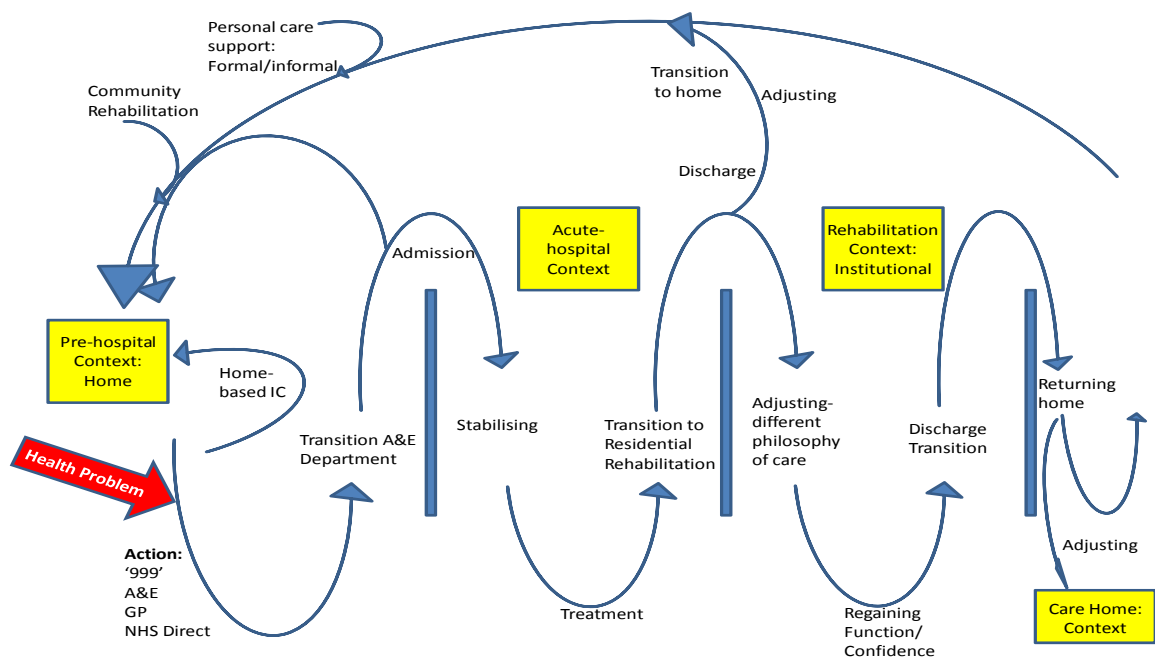 Personal care
support:
Formal/informal
Community
Rehabilitation
Transition
to home
Adjusting
Discharge
Admission
Acute-
hospital
Context
Rehabilitation
Context:
Institutional
Pre-hospital
Context:
Home
Home-
based IC
Health Problem
Transition A&E
Department
Stabilising
Transition to
Residential
Rehabilitation
Adjusting-
different
philosophy
of care
Discharge
Transition
Returning
home
Action:
‘999’
A&E
GP
NHS Direct
Treatment
Regaining
Function/
Confidence
Adjusting
Care Home:
Context